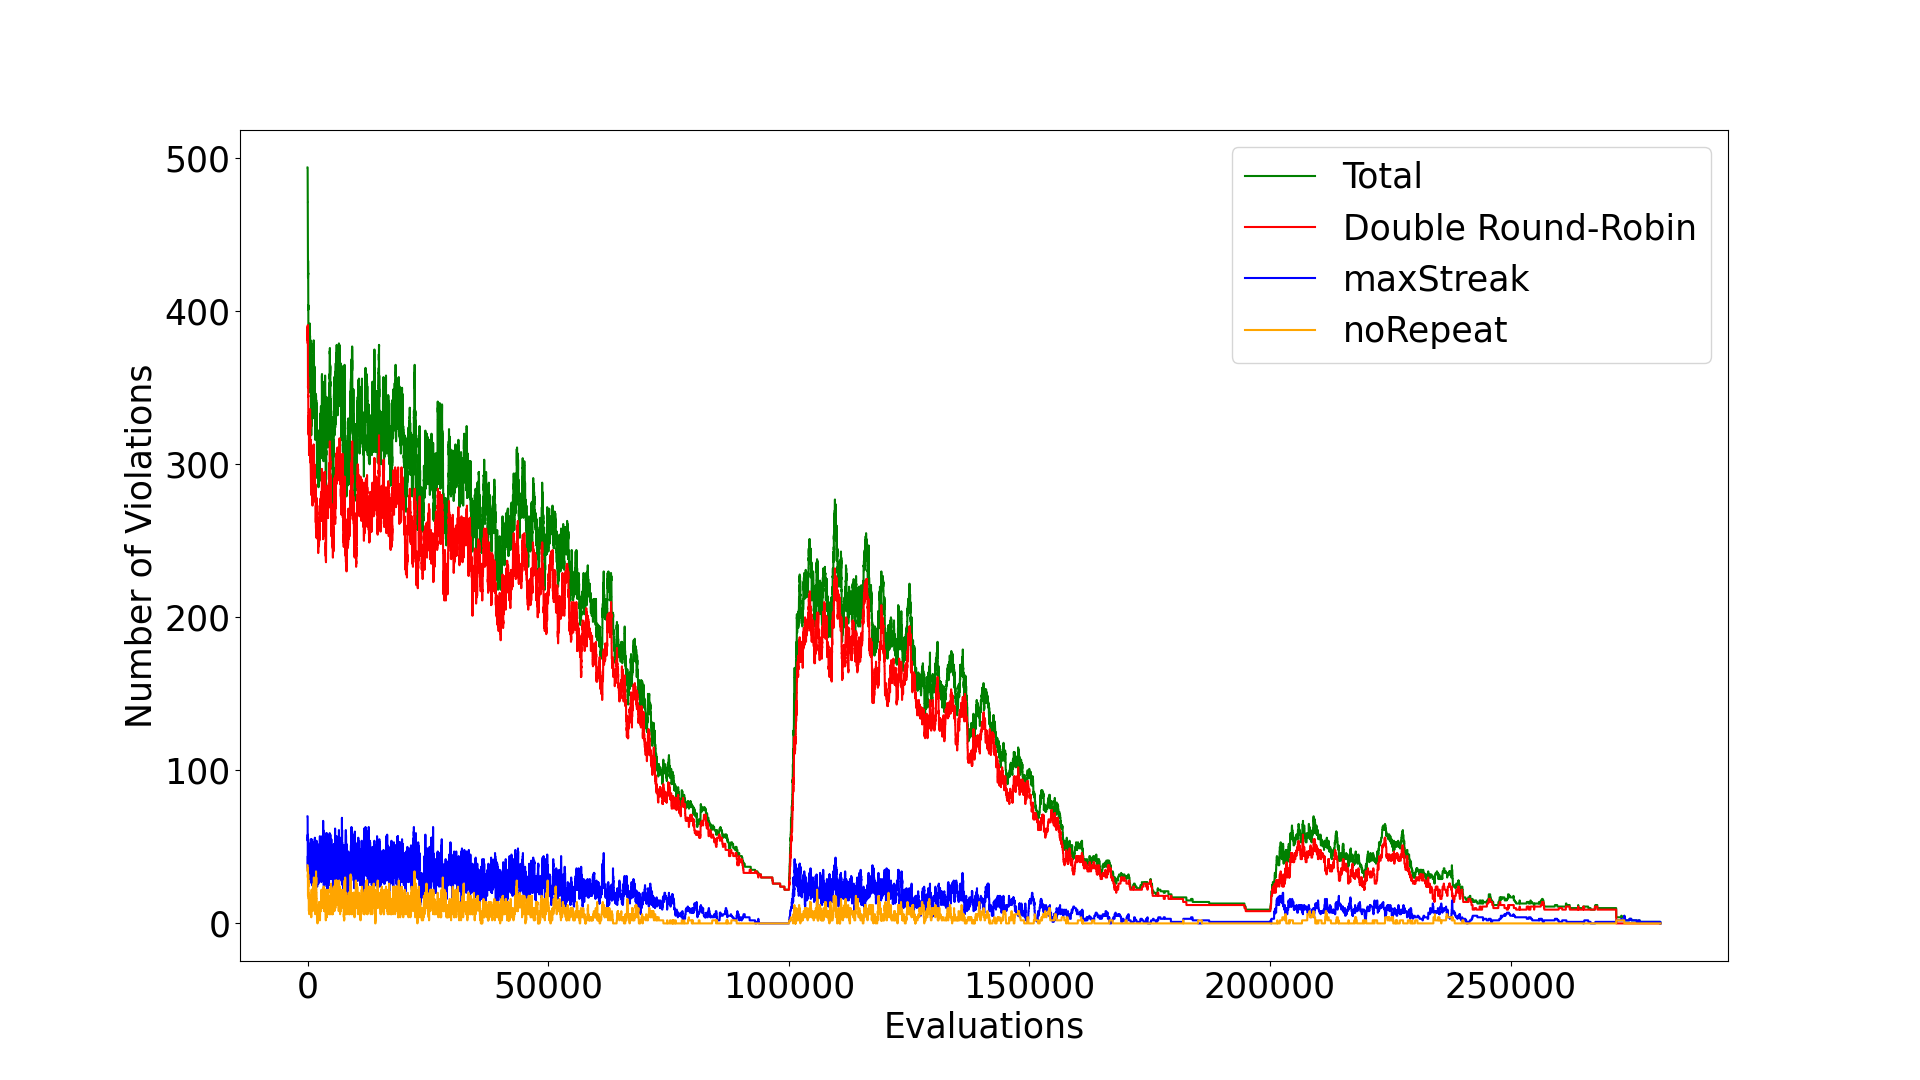 Number of Violations
500
400
300
200
100
0
Total
Double Round-Robin
maxStreak
noRepeat
0 50000 100000 150000 200000 250000
Evaluations